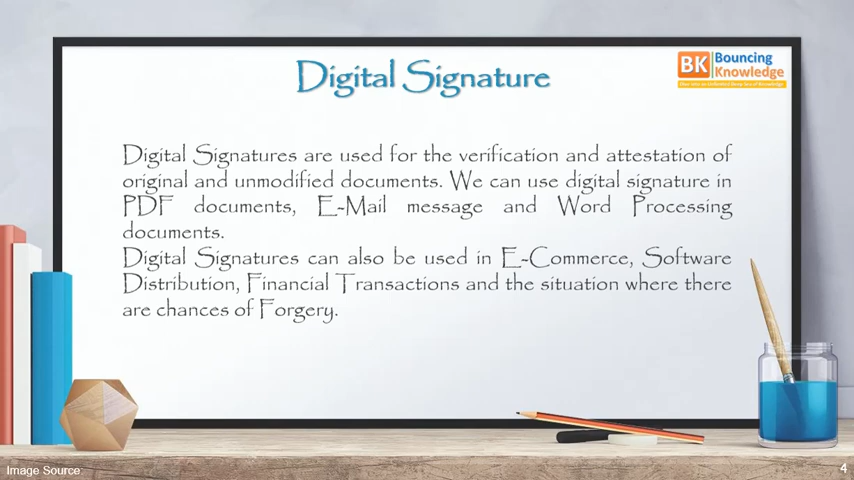 Digital Signature
BK Bouncing
Knowledge
Digital Signatures are used for the verification and attestation of
original and unmodified documents. We can use digital signature in
PDF documents, E-Mail message and Word Processing
documents.
Digital Signatures can also be used in E-Commerce, Software
Distribution, Financial Transactions and the situation where there
are chances of Forgery.
Image Source:
4